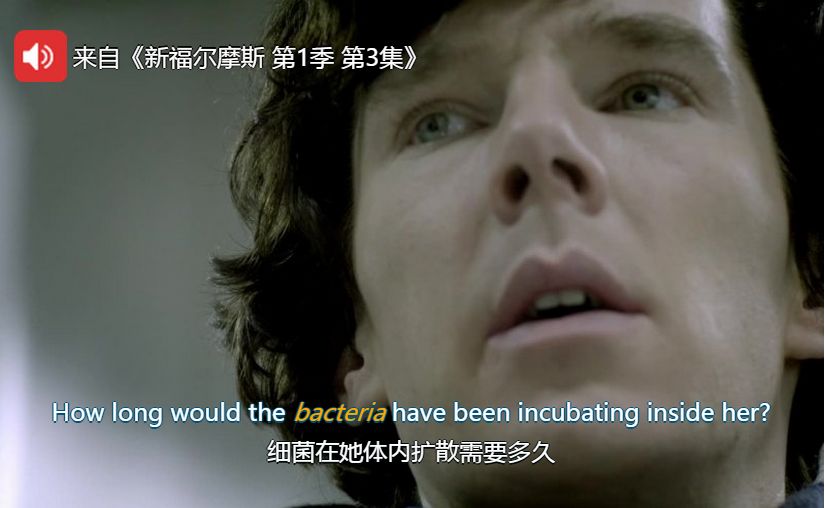 来自《新福尔摩斯 第1季 第3集》
How long would the bacteria have been incubating inside her?
细菌在她体内扩散需要多久